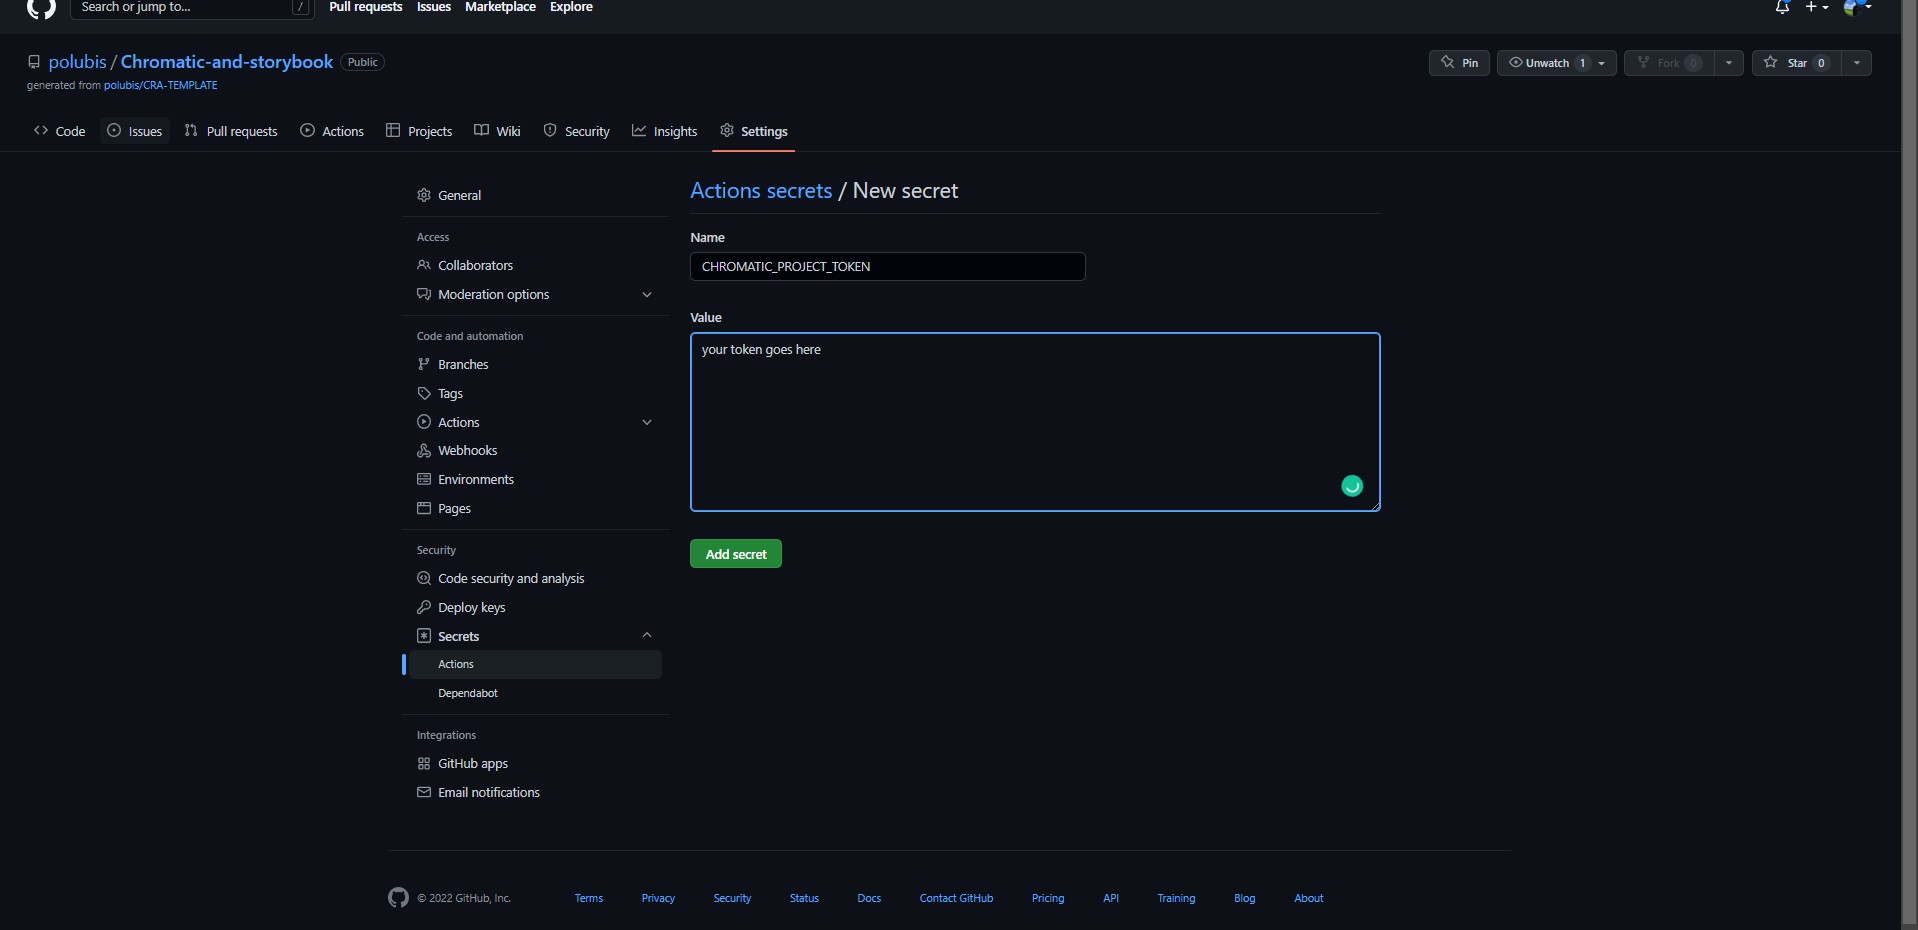 Search or jump to... /
Pull requests Issues Marketplace Explore
polubis / Chromatic-and-storybook Public
generated from polubis/CRA-TEMPLATE
Pin
Unwatch 1
Fork 0
Star 0
Code Issues Pull requests Actions Projects Wiki Security Insights Settings
General
Access
Collaborators
Moderation options
Code and automation
Branches
Tags
Actions
Webhooks
Environments
Pages
Security
Code security and analysis
Deploy keys
Secrets
Actions
Dependabot
Integrations
GitHub apps
Email notifications
Actions secrets / New secret
Name
CHROMATIC_PROJECT_TOKEN
Value
your token goes here
Add secret
© 2022 GitHub, Inc. Terms Privacy Security Status Docs Contact GitHub Pricing API Training Blog About